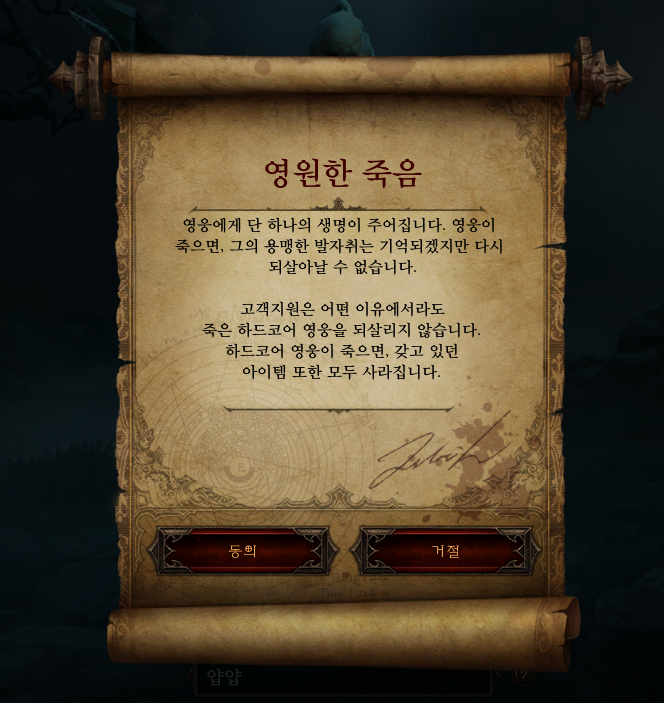 영원한 죽음
영웅에게 단 하나의 생명이 주어집니다. 영웅이
죽으면, 그의 용맹한 발자취는 기억되겠지만 다시
되살아날 수 없습니다.
고객지원은 어떤 이유에서라도
죽은 하드코어 영웅을 되살리지 않습니다.
하드코어 영웅이 죽으면, 갖고 있던
아이템 또한 모두 사라집니다.
동의 거절
얍얍